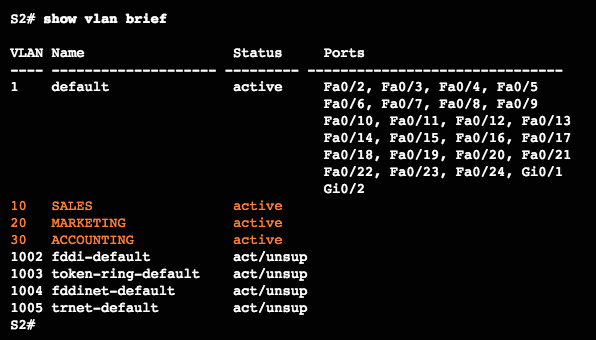 S2# show vlan brief
VLAN Name Status Ports
---- -------------------- --------- -------------------------------
1 default active Fa0/2, Fa0/3, Fa0/4, Fa0/5
Fa0/6, Fa0/7, Fa0/8, Fa0/9
Fa0/10, Fa0/11, Fa0/12, Fa0/13
Fa0/14, Fa0/15, Fa0/16, Fa0/17
Fa0/18, Fa0/19, Fa0/20, Fa0/21
Fa0/22, Fa0/23, Fa0/24, Gi0/1
Gi0/2
10 SALES active
20 MARKETING active
30 ACCOUNTING active
1002 fddi-default act/unsup
1003 token-ring-default act/unsup
1004 fddinet-default act/unsup
1005 trnet-default act/unsup
S2#